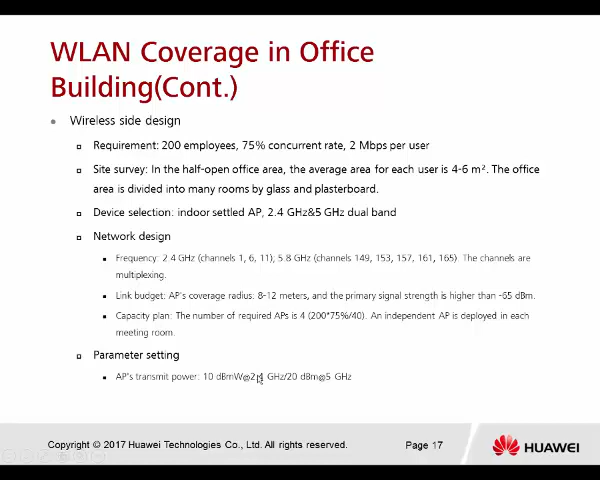 WLAN Coverage in Office
Building(Cont.)
Wireless side design
Requirement: 200 employees, 75% concurrent rate, 2 Mbps per user
Site survey: In the half-open office area, the average area for each user is 4-6 m². The office
area is divided into many rooms by glass and plasterboard.
Device selection: indoor settled AP, 2.4 GHz&5 GHz dual band
Network design
Frequency: 2.4 GHz (channels 1, 6, 11); 5.8 GHz (channels 149, 153, 157, 161, 165). The channels are
multiplexing.
Link budget: AP's coverage radius: 8-12 meters, and the primary signal strength is higher than -65 dBm.
Capacity plan: The number of required APs is 4 (200*75%/40). An independent AP is deployed in each
meeting room.
Parameter setting
AP's transmit power: 10 dBmW@2.4 GHz/20 dBm@5 GHz
Copyright © 2017 Huawei Technologies Co., Ltd. All rights reserved.
Page 17
HUAWEI